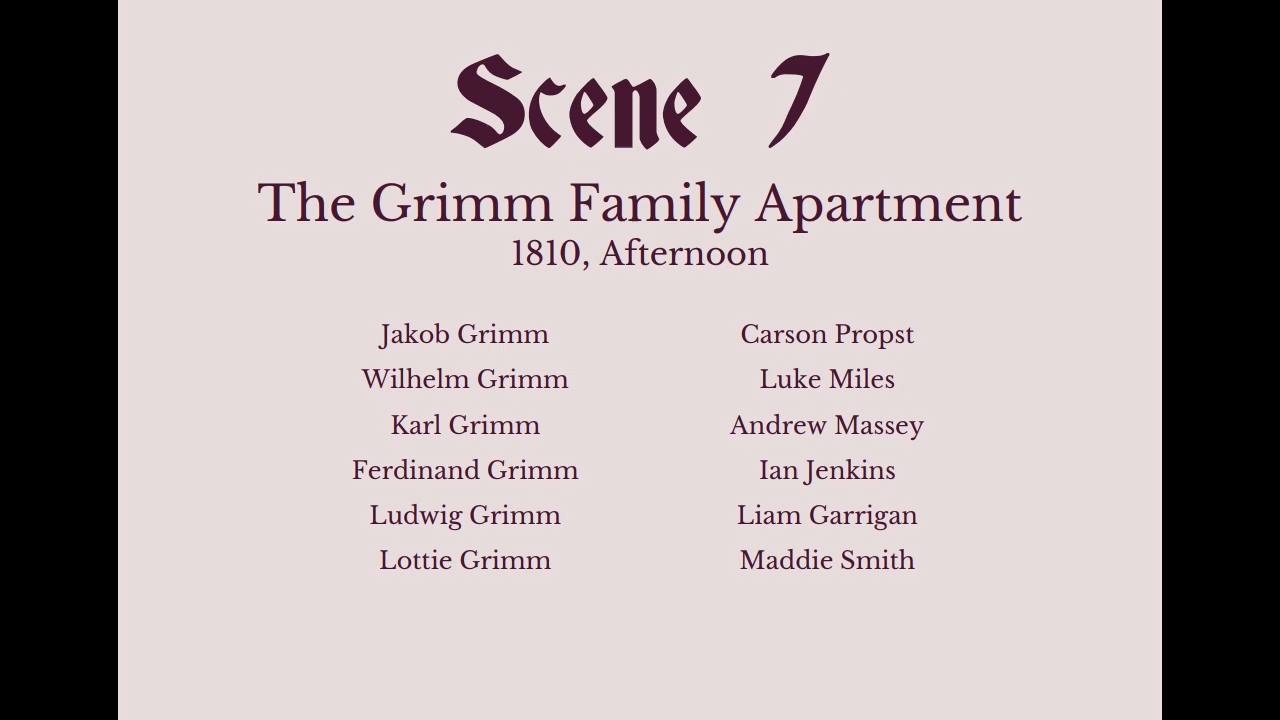 Scene 7
The Grimm Family Apartment
1810, Afternoon
Jakob Grimm Carson Propst
Wilhelm Grimm Luke Miles
Karl Grimm Andrew Massey
Ferdinand Grimm Ian Jenkins
Ludwig Grimm Liam Garrigan
Lottie Grimm Maddie Smith